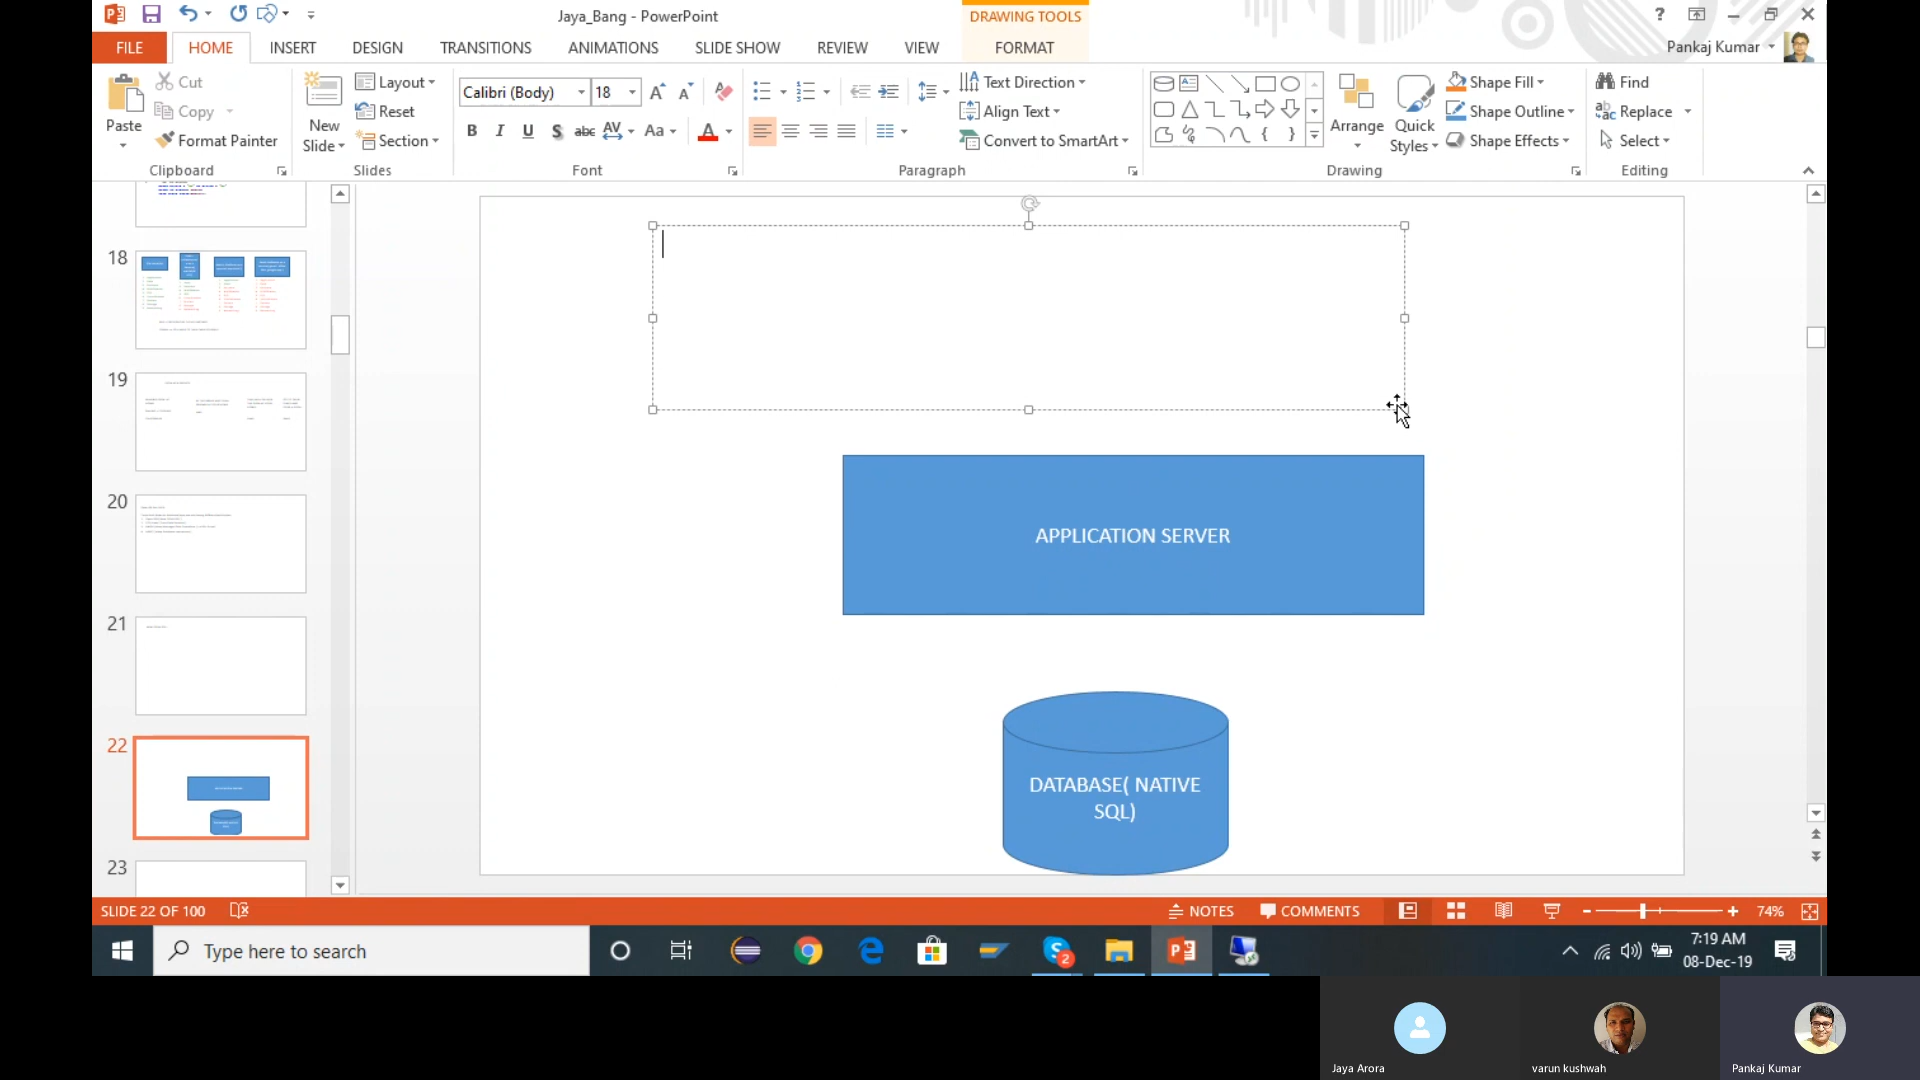 Jaya_Bang - PowerPoint
DRAWING TOOLS
?
FILE
HOME
INSERT
DESIGN
TRANSITIONS
ANIMATIONS
SLIDE SHOW
REVIEW
VIEW
FORMAT
Pankaj Kumar
Paste
Cut
Copy
Format Painter
Clipboard
New
Slide
Layout
Reset
Section
Slides
Calibri (Body)
18
B I U S abc AV Aa A
Font
Text Direction
Align Text
Convert to SmartArt
Paragraph
Arrange
Quick
Styles
Shape Fill
Shape Outline
Shape Effects
Drawing
Find
Replace
Select
Editing
18
19
20
21
22
23
APPLICATION SERVER
DATABASE( NATIVE
SQL)
SLIDE 22 OF 100
NOTES
COMMENTS
74%
Type here to search
2
7:19 AM
08-Dec-19
Jaya Arora
varun kushwah
Pankaj Kumar